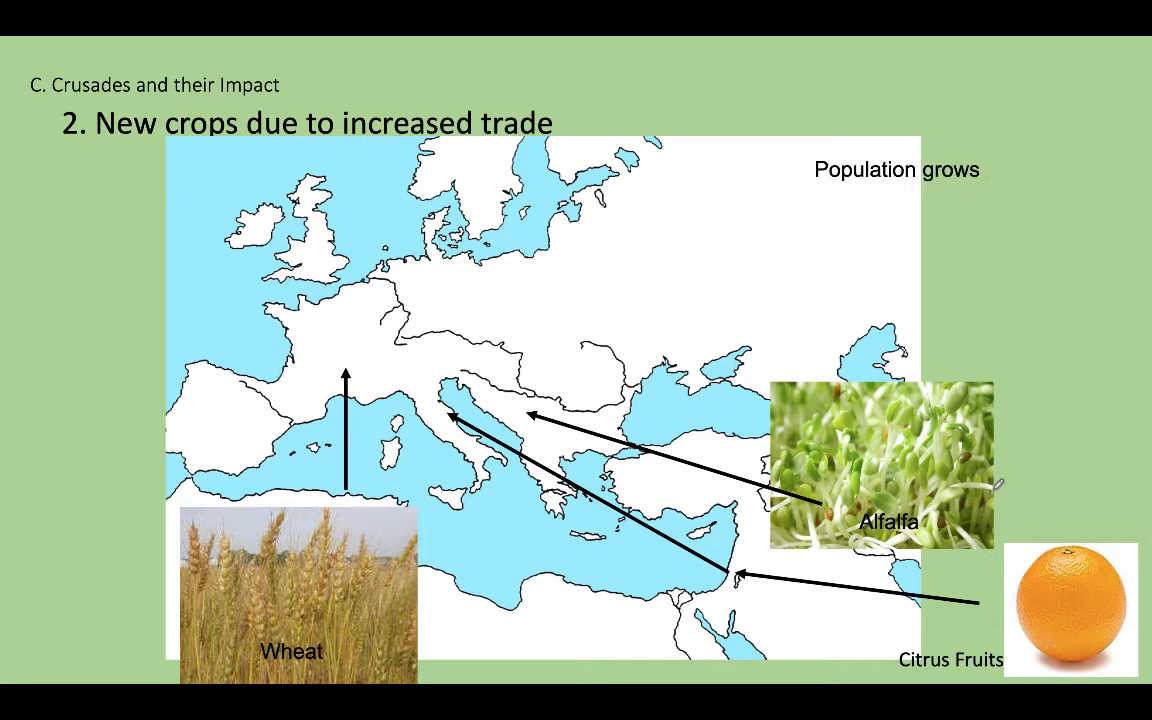 C. Crusades and their Impact
2. New crops due to increased trade
Population grows
Alfalfa
Wheat
Citrus Fruits